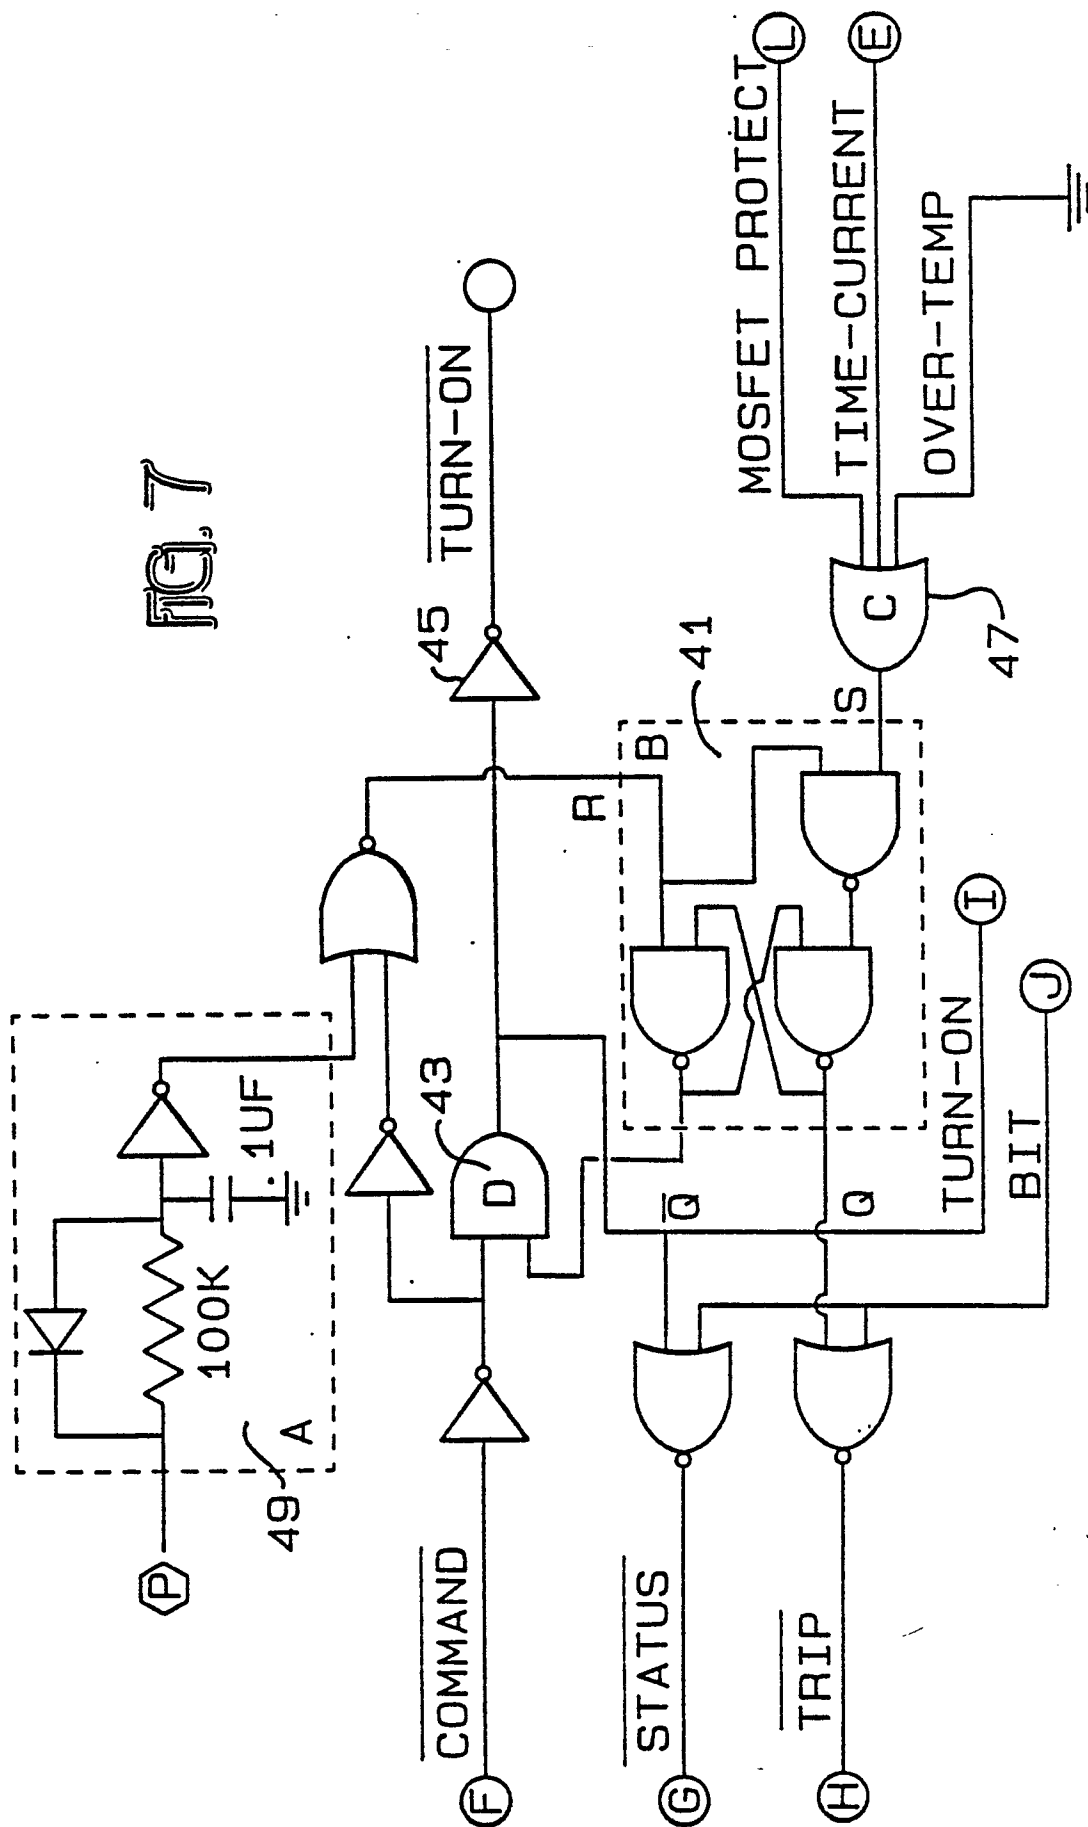 FIG. 7
P
49
A
100K
.1UF
COMMAND
F
43
D
45
TURN-ON
R
B
41
S
C
47
MOSFET PROTECT
L
TIME-CURRENT
E
OVER-TEMP
STATUS
G
Q
TRIP
H
Q
TURN-ON
I
BIT
J